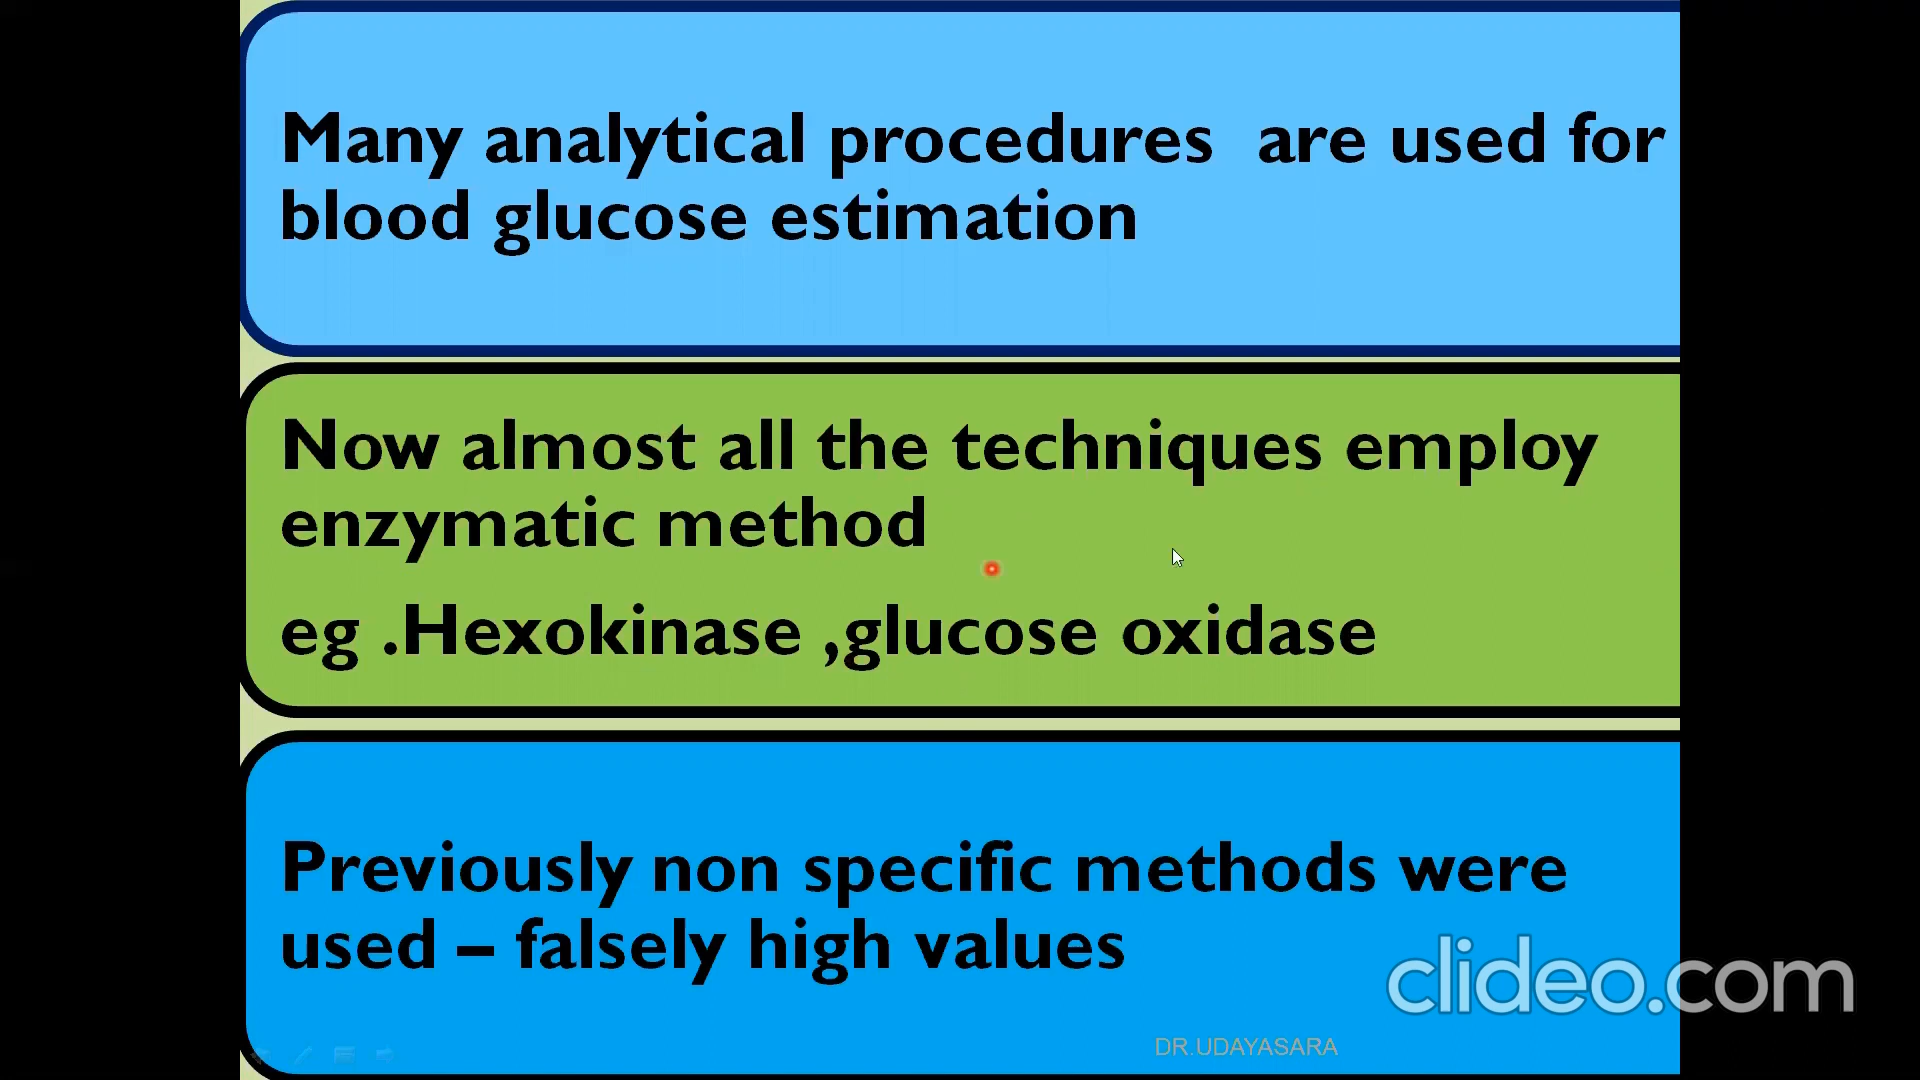 Many analytical procedures  are used for
blood glucose estimation
Now almost all the techniques employ
enzymatic method
eg .Hexokinase ,glucose oxidase
Previously non specific methods were
used – falsely high values
clideo.com
DR.UDAYASARA